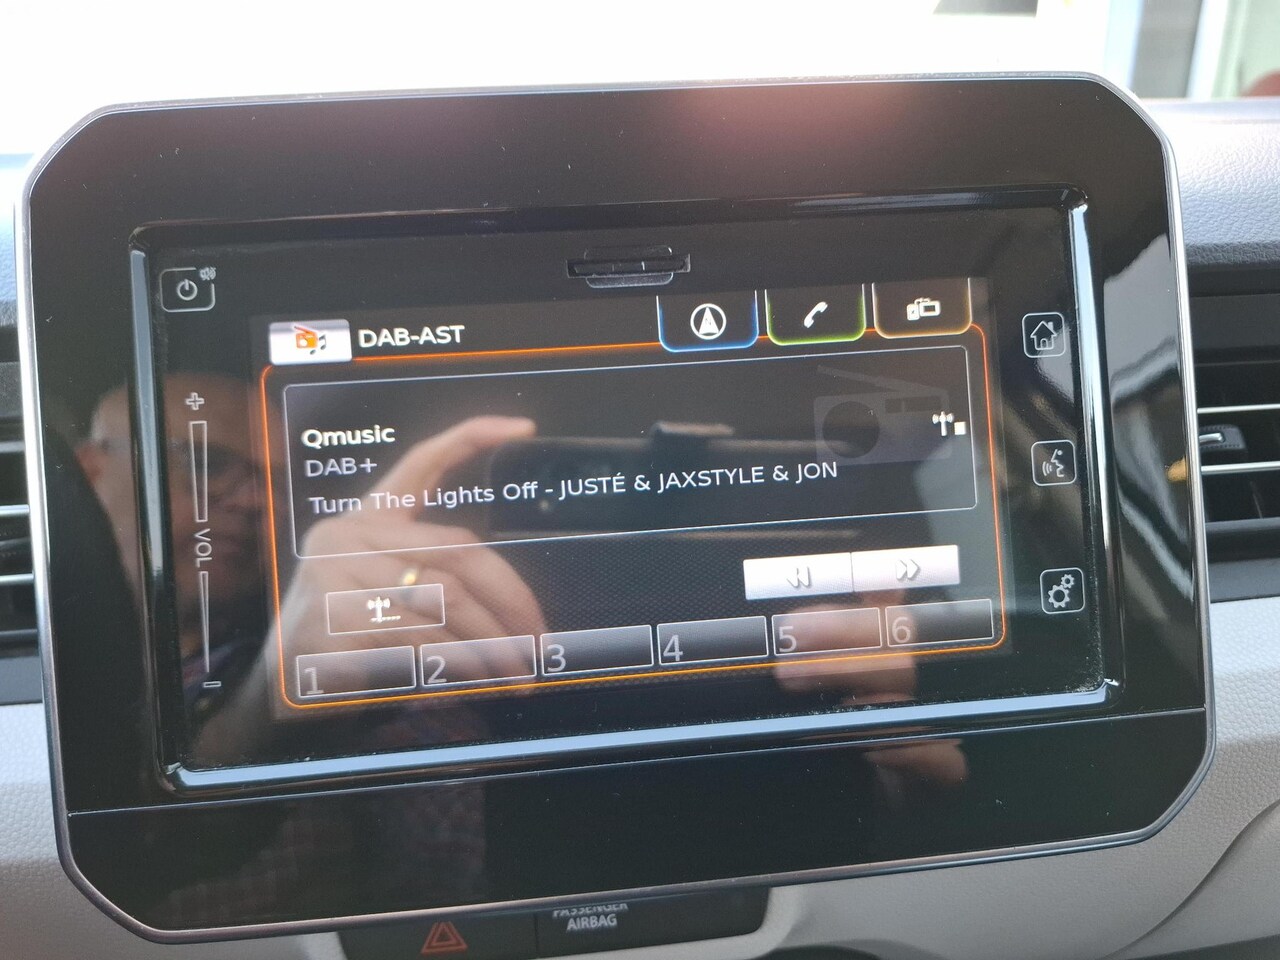 DAB-AST
Qmusic
DAB+
Turn The Lights Off - JUSTÉ & JAXSTYLE & JON
VOL
1 2 3 4 5 6
PASSENGER
AIRBAG